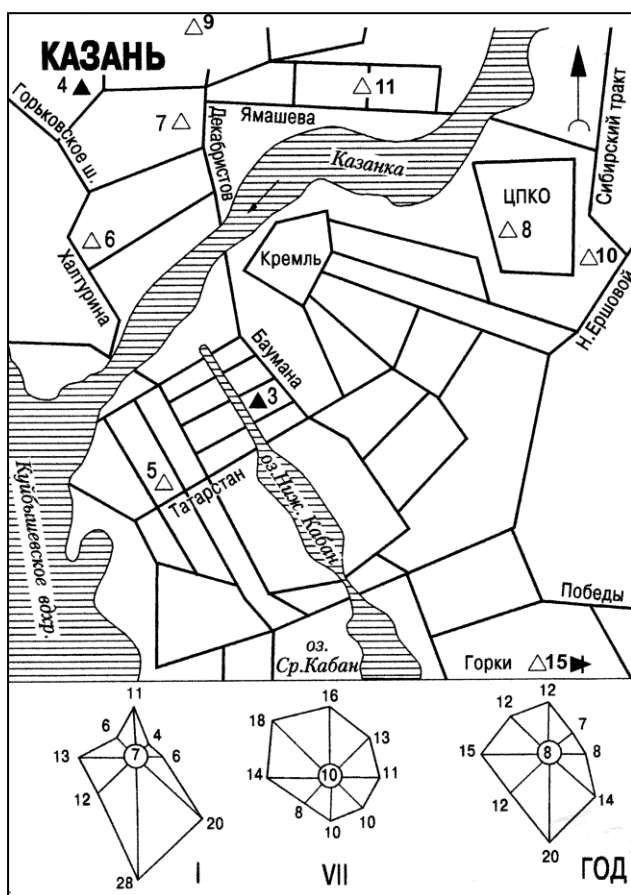 △9
КАЗАНЬ
4 ▲
△11
Горьковское ш.
7 △
Декабристов
Ямашева
Казанка
Сибирский тракт
ЦПКО
△8
△6
Халтурина
Кремль
△10
Н.Ершовой
Баумана
▲3
5
△
Татарстан
оз.Ниж. Кабан
Куйбышевское вдхр.
Победы
оз.
Ср.Кабан
Горки △15
11
6
4
13
7
6
12
20
28
I
16
18
13
14
10
11
8
10
10
VII
12
12
7
15
8
8
12
14
20
ГОД